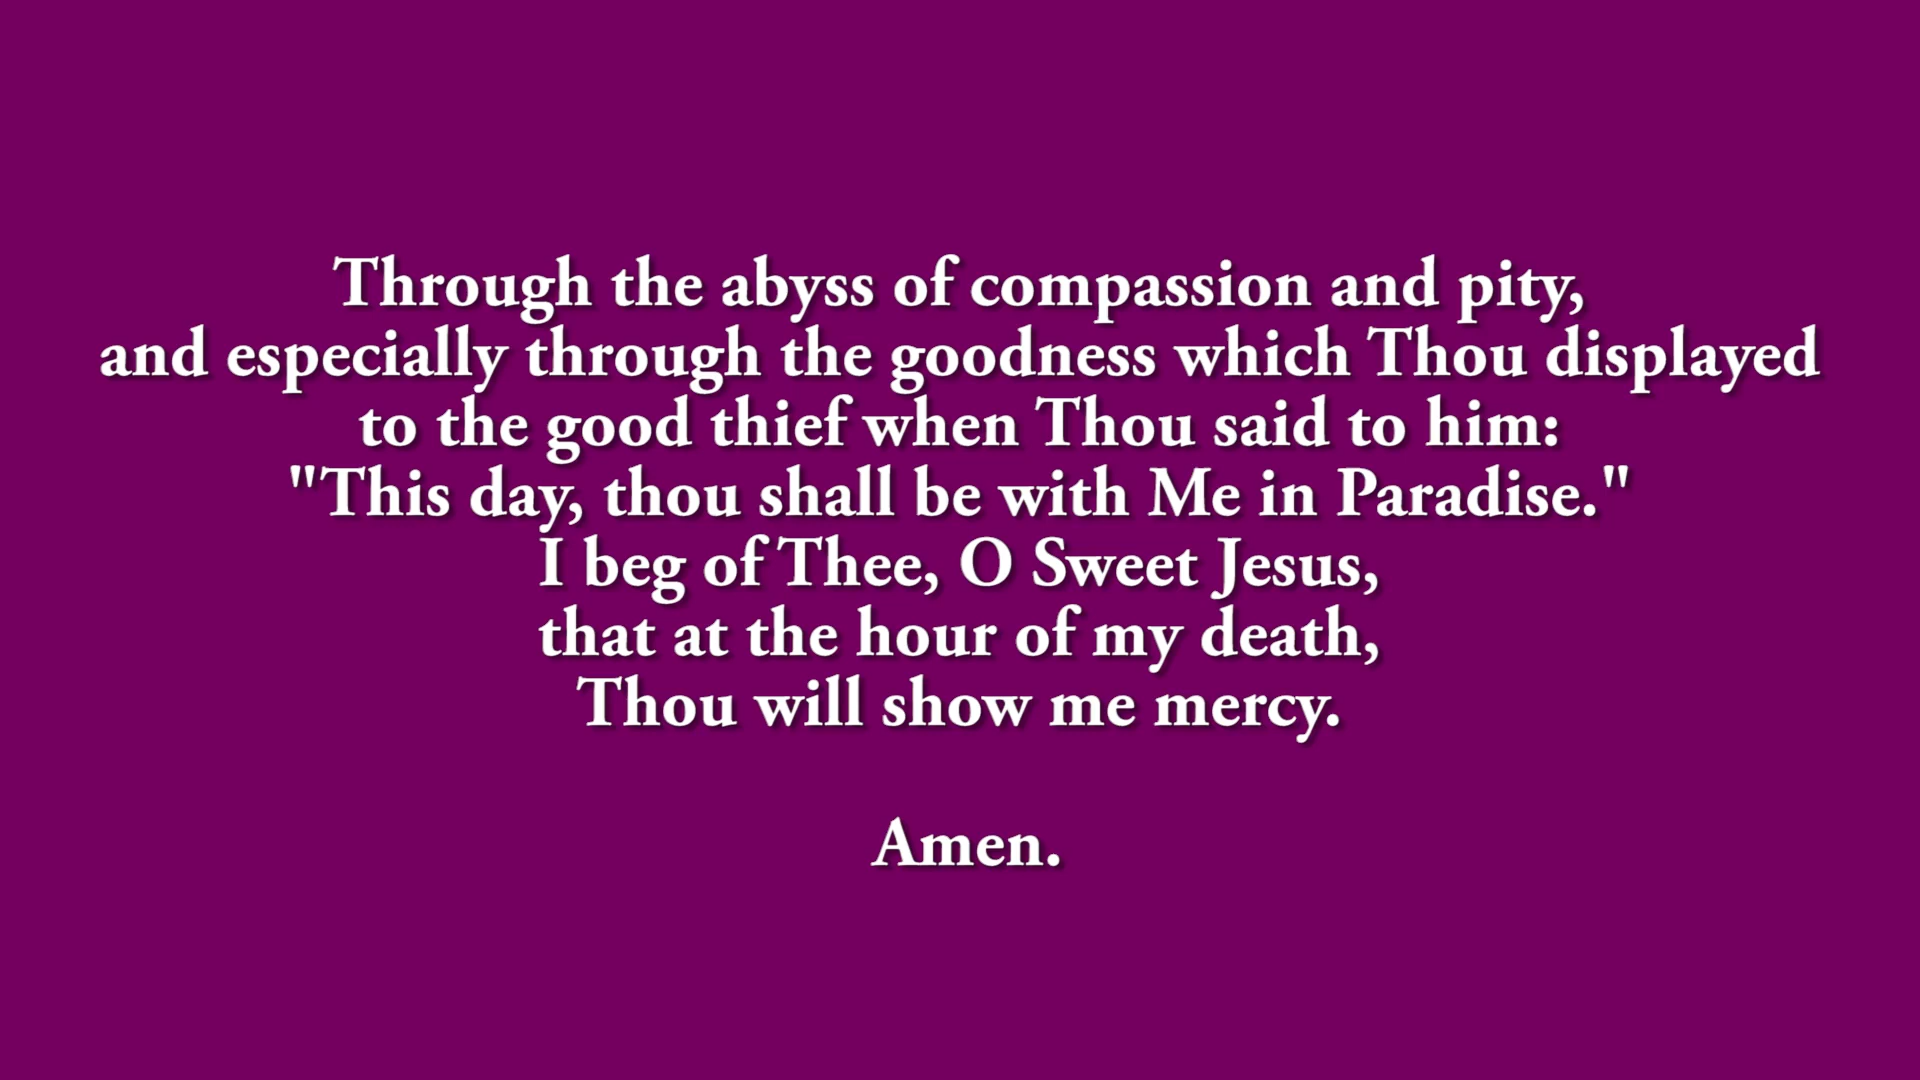 Through the abyss of compassion and pity,
and especially through the goodness which Thou displayed
to the good thief when Thou said to him:
"This day, thou shall be with Me in Paradise."
I beg of Thee, O Sweet Jesus,
that at the hour of my death,
Thou will show me mercy.
Amen.